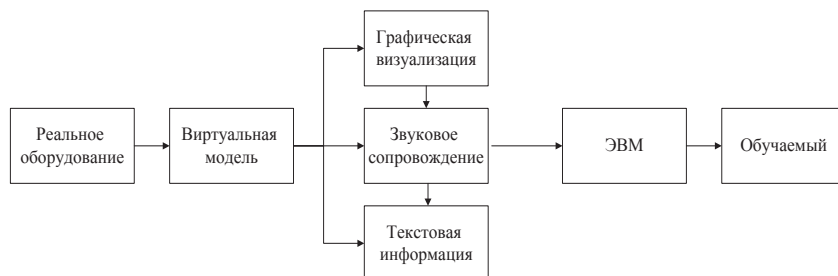 Графическая
визуализация
Реальное
оборудование
Виртуальная
модель
Звуковое
сопровождение
ЭВМ
Обучаемый
Текстовая
информация